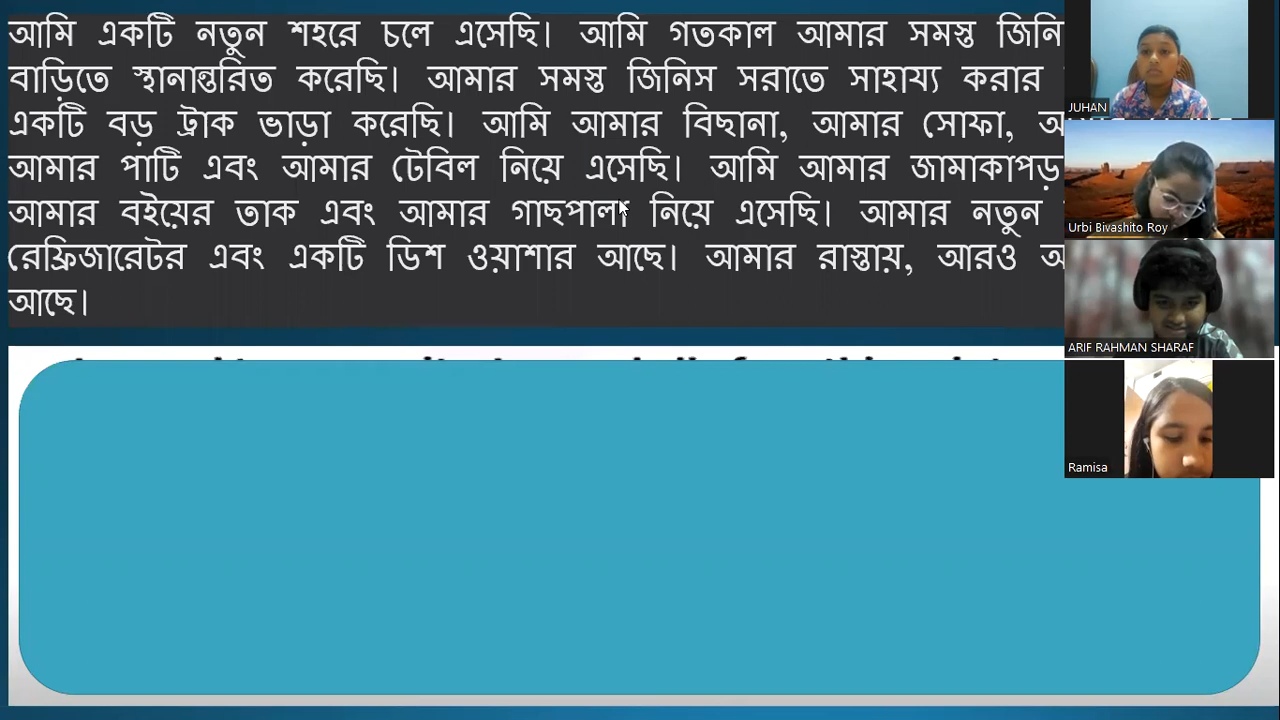 আমি একটি নতুন শহরে চলে এসেছি। আমি গতকাল আমার সমস্ত
বাড়িতে স্থানান্তরিত করেছি। আমার সমস্ত জিনিস সরাতে সাহায্য করার
একটি বড় ট্রাক ভাড়া করেছি। আমি আমার বিছানা, আমার সোফা,
আমার পাটি এবং আমার টেবিল নিয়ে এসেছি। আমি আমার জামাকাপড়
আমার বইয়ের তাক এবং আমার গাছপালা নিয়ে এসেছি। আমার নতুন
রেফ্রিজারেটর এবং একটি ডিশ ওয়াশার আছে। আমার রাস্তায়, আরও
আছে।
JUHAN
Urbi Bivashito Roy
ARIF RAHMAN SHARAF
Ramisa